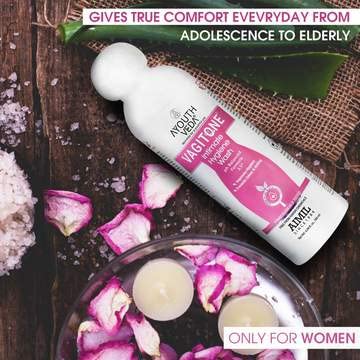 GIVES TRUE COMFORT EVEVRYDAY FROM
ADOLESCENCE TO ELDERLY
AYOUTH
VEDA
VAGITONE
Intimate
Hygiene
Wash
AIMIL
ONLY FOR WOMEN